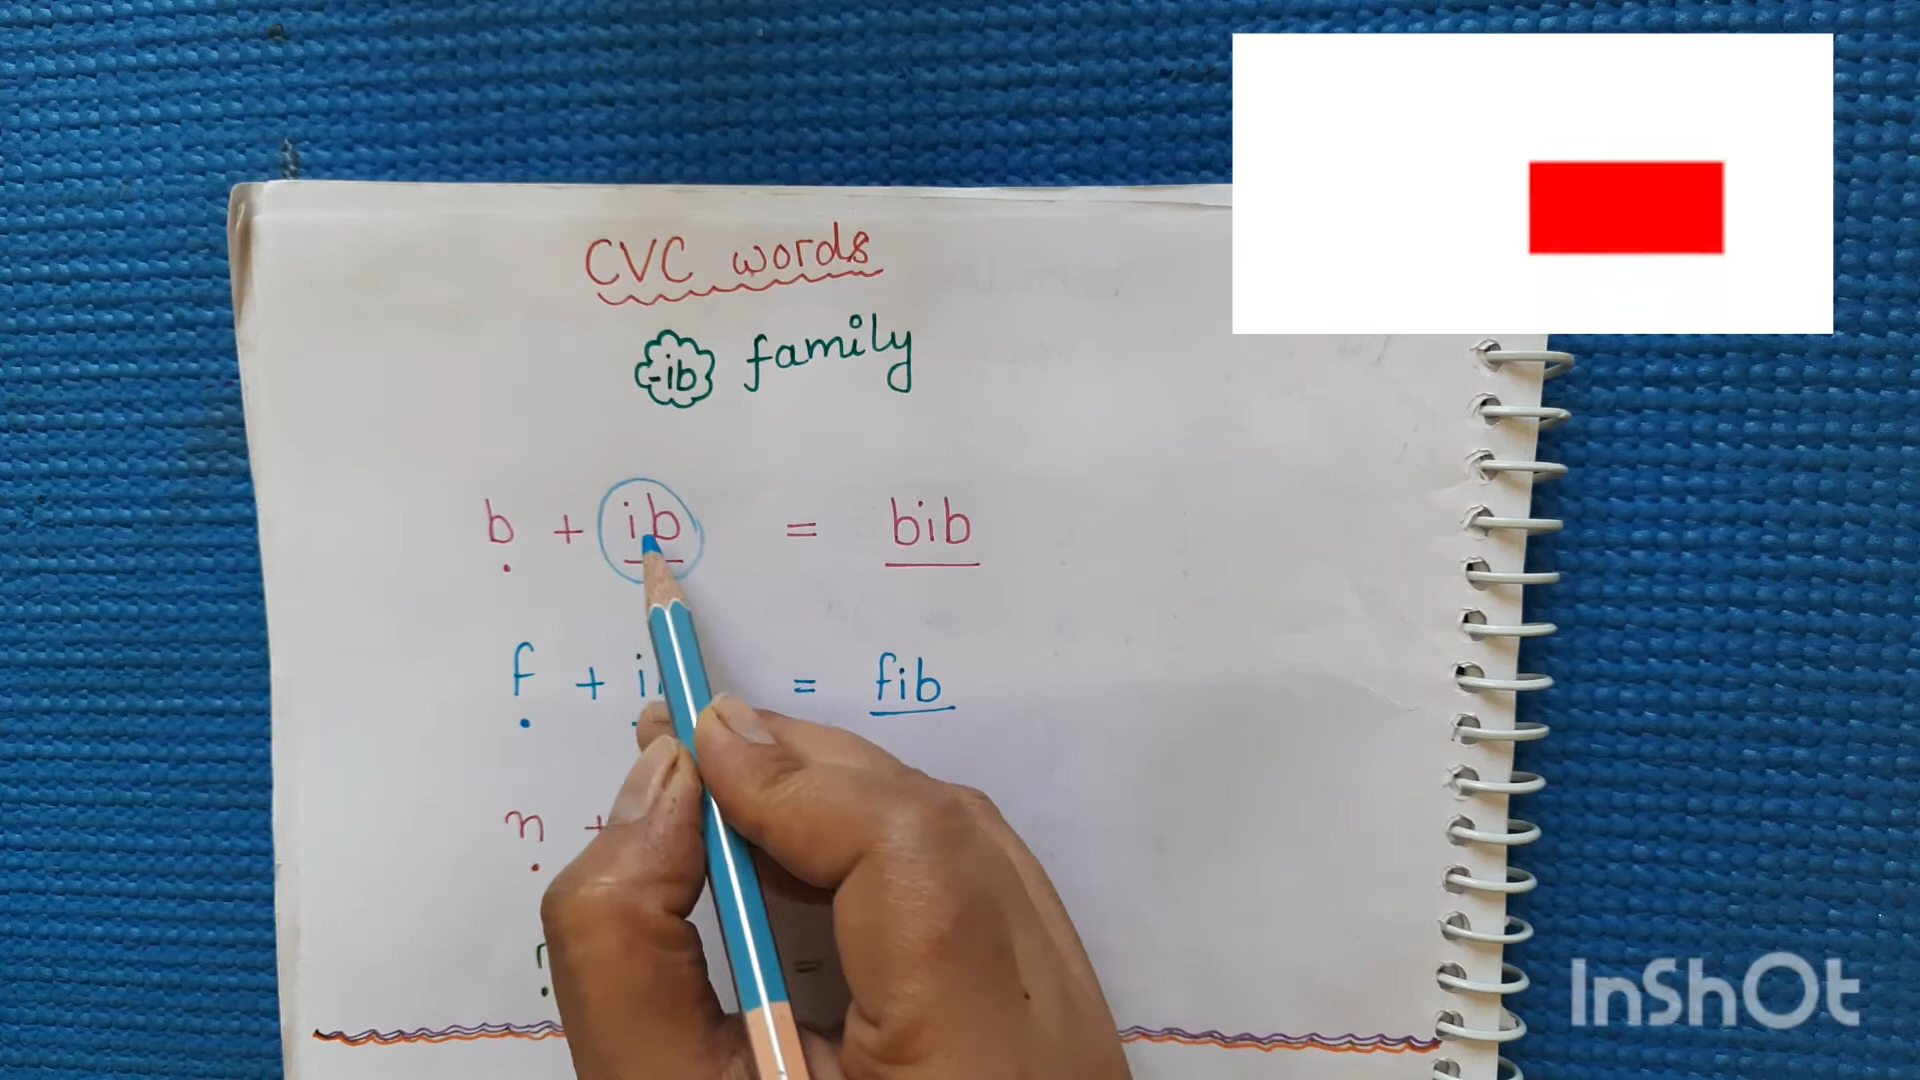 CVC words
-ib family
b + ib = bib
f + i = fib
n +
=
InShOt